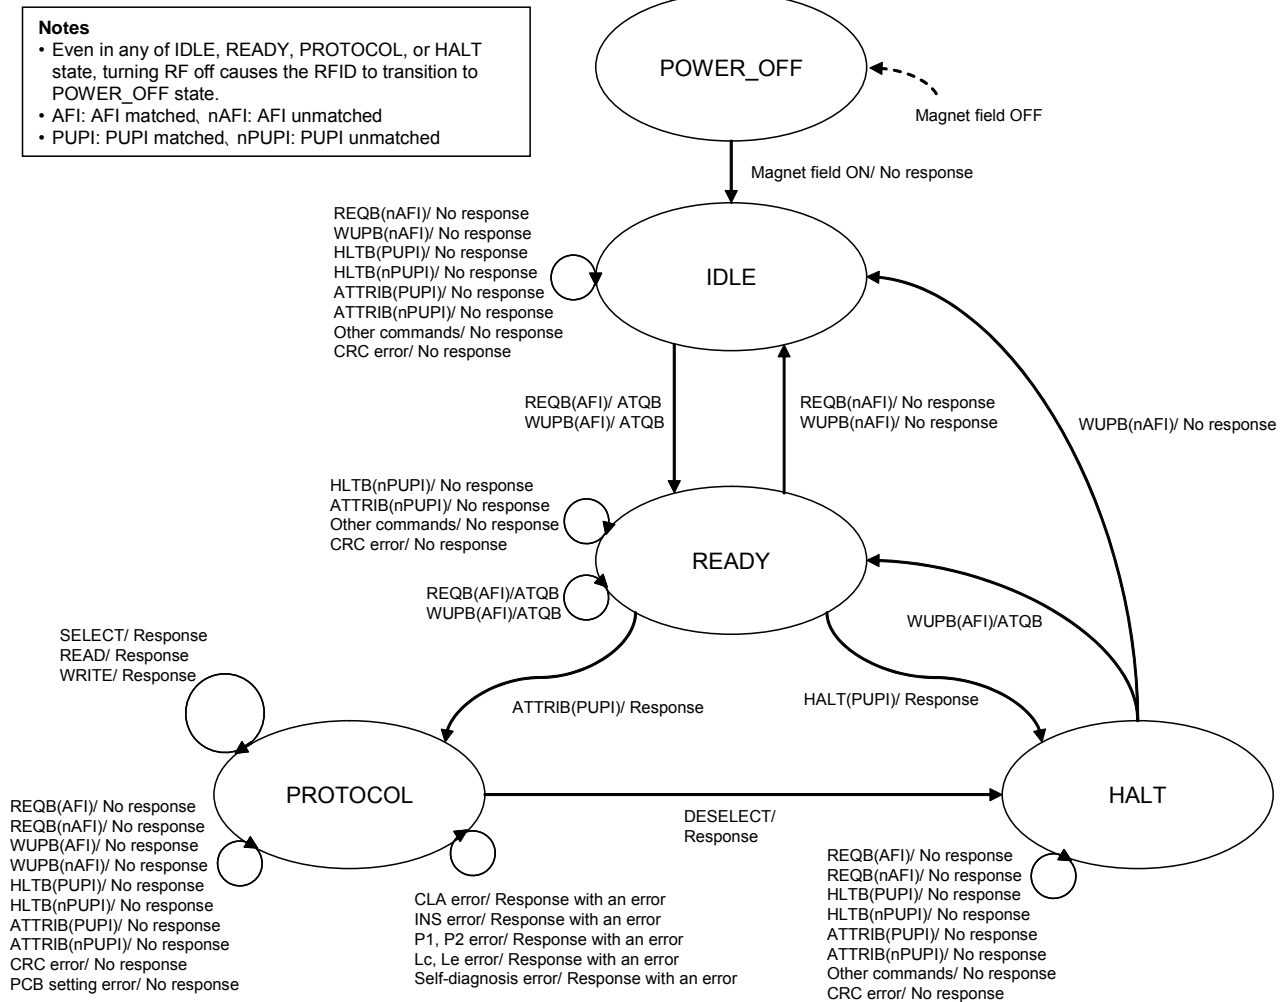 Notes
• Even in any of IDLE, READY, PROTOCOL, or HALT
state, turning RF off causes the RFID to transition to
POWER_OFF state.
• AFI: AFI matched、nAFI: AFI unmatched
• PUPI: PUPI matched、nPUPI: PUPI unmatched
POWER_OFF
Magnet field OFF
Magnet field ON/ No response
REQB(nAFI)/ No response
WUPB(nAFI)/ No response
HLTB(PUPI)/ No response
HLTB(nPUPI)/ No response
ATTRIB(PUPI)/ No response
ATTRIB(nPUPI)/ No response
Other commands/ No response
CRC error/ No response
IDLE
REQB(AFI)/ ATQB
WUPB(AFI)/ ATQB
REQB(nAFI)/ No response
WUPB(nAFI)/ No response
WUPB(nAFI)/ No response
HLTB(nPUPI)/ No response
ATTRIB(nPUPI)/ No response
Other commands/ No response
CRC error/ No response
READY
REQB(AFI)/ATQB
WUPB(AFI)/ATQB
WUPB(AFI)/ATQB
SELECT/ Response
READ/ Response
WRITE/ Response
ATTRIB(PUPI)/ Response
HALT(PUPI)/ Response
PROTOCOL
HALT
DESELECT/
Response
REQB(AFI)/ No response
REQB(nAFI)/ No response
WUPB(AFI)/ No response
WUPB(nAFI)/ No response
HLTB(PUPI)/ No response
HLTB(nPUPI)/ No response
ATTRIB(PUPI)/ No response
ATTRIB(nPUPI)/ No response
CRC error/ No response
PCB setting error/ No response
CLA error/ Response with an error
INS error/ Response with an error
P1, P2 error/ Response with an error
Lc, Le error/ Response with an error
Self-diagnosis error/ Response with an error
REQB(AFI)/ No response
REQB(nAFI)/ No response
HLTB(PUPI)/ No response
HLTB(nPUPI)/ No response
ATTRIB(PUPI)/ No response
ATTRIB(nPUPI)/ No response
Other commands/ No response
CRC error/ No response